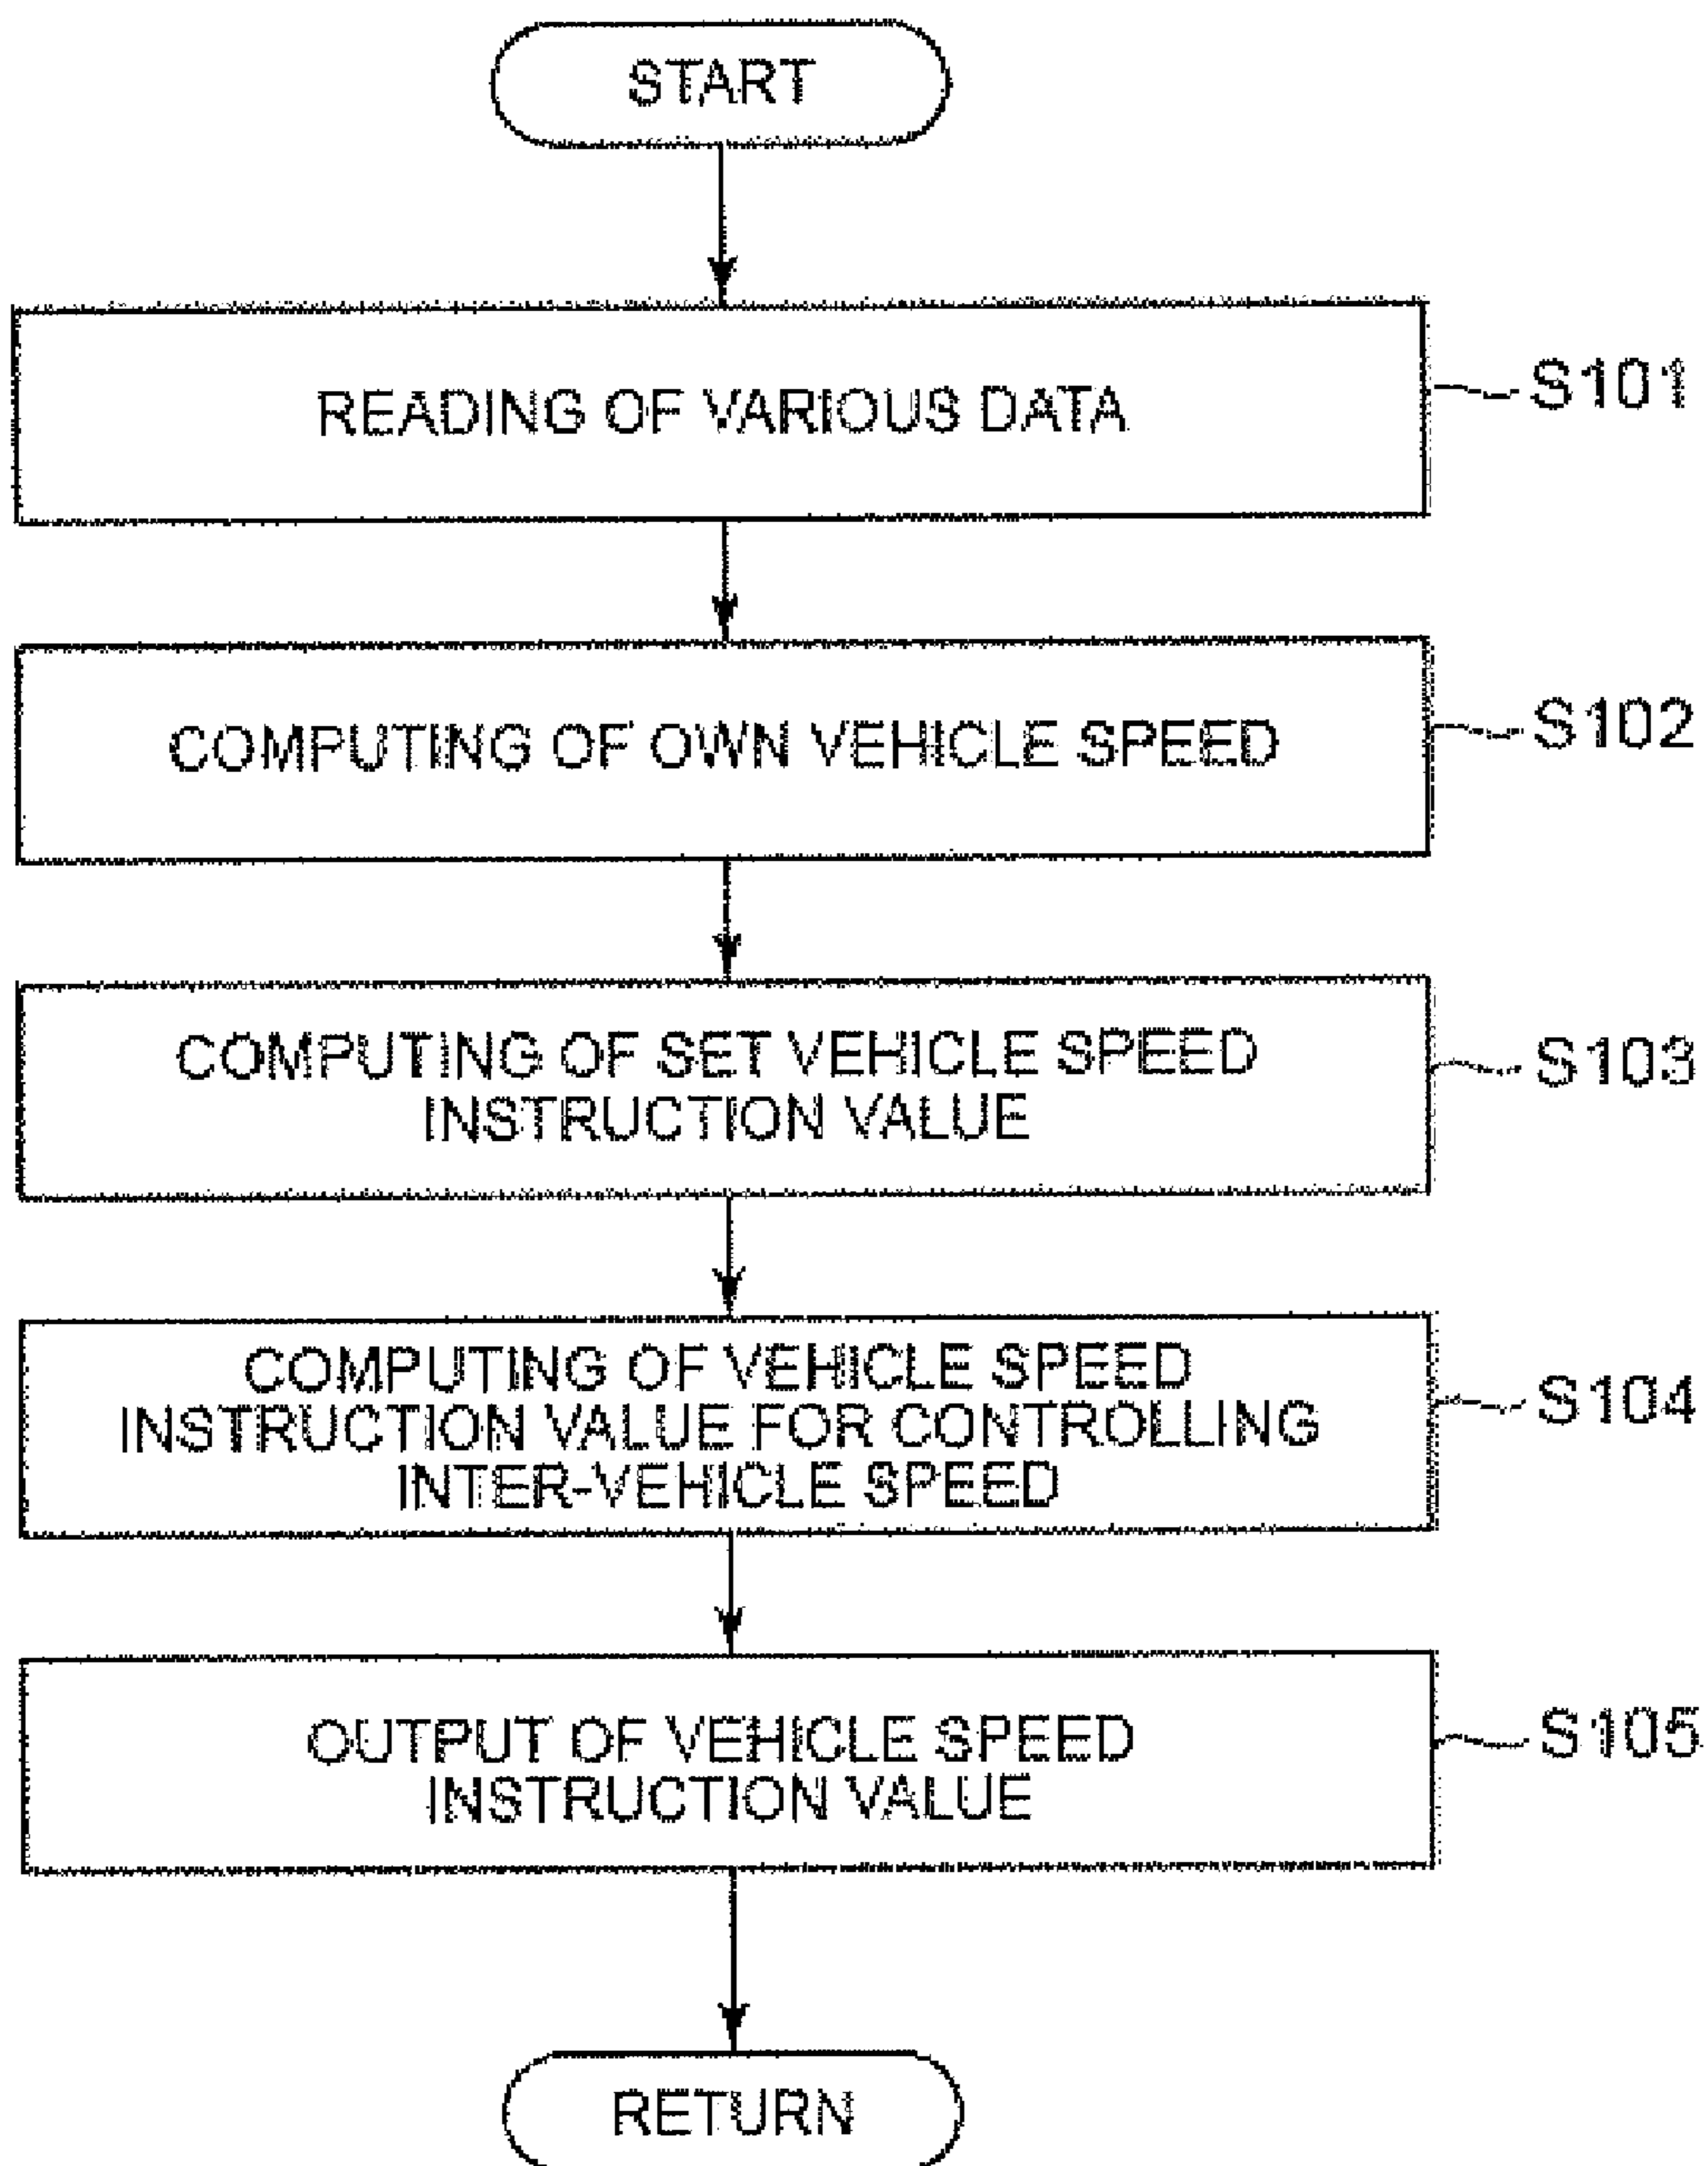 START
READING OF VARIOUS DATA
S101
COMPUTING OF OWN VEHICLE SPEED
S102
COMPUTING OF SET VEHICLE SPEED
INSTRUCTION VALUE
S103
COMPUTING OF VEHICLE SPEED
INSTRUCTION VALUE FOR CONTROLLING
INTER-VEHICLE SPEED
S104
OUTPUT OF VEHICLE SPEED
INSTRUCTION VALUE
S105
RETURN